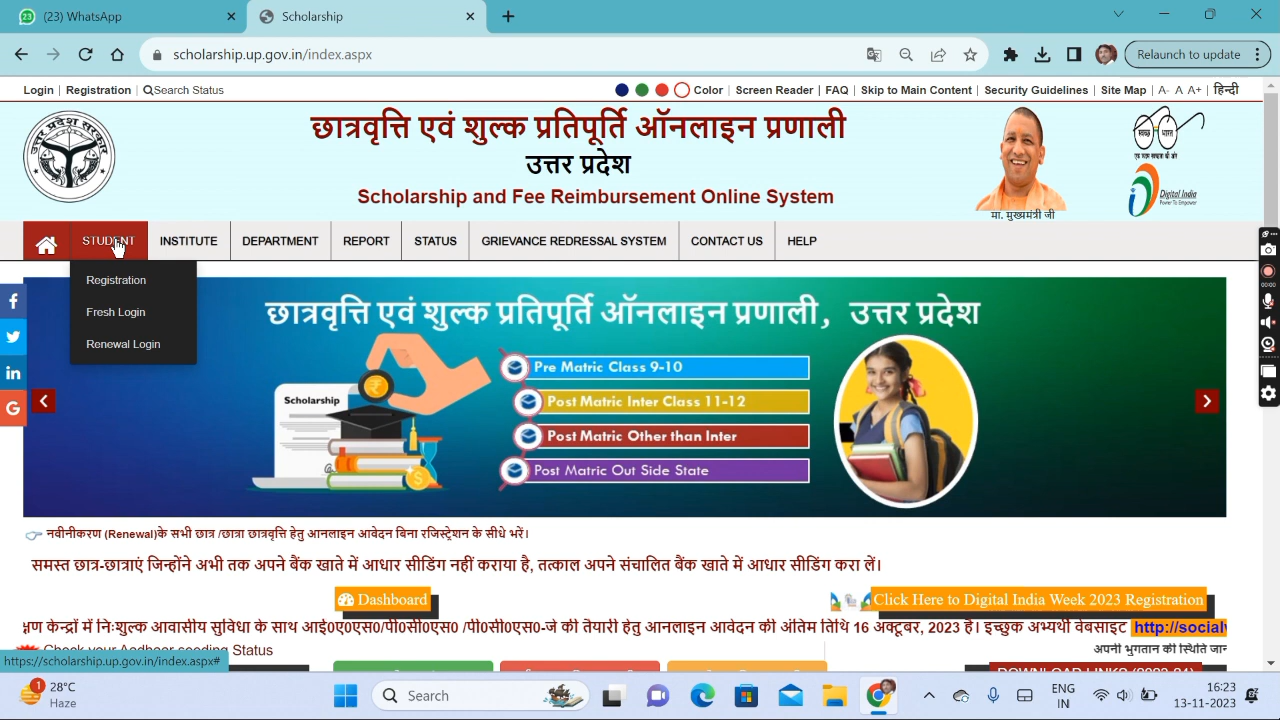 (23) WhatsApp
Scholarship
scholarship.up.gov.in/index.aspx
Relaunch to update
Login | Registration | Search Status
Color | Screen Reader | FAQ | Skip to Main Content | Security Guidelines | Site Map | A- A A+ | हिन्दी
छात्रवृत्ति एवं शुल्क प्रतिपूर्ति ऑनलाइन प्रणाली
उत्तर प्रदेश
Scholarship and Fee Reimbursement Online System
मा. मुख्यमंत्री जी
Digital India
Power To Empower
STUDENT INSTITUTE DEPARTMENT REPORT STATUS GRIEVANCE REDRESSAL SYSTEM CONTACT US HELP
Registration
Fresh Login
Renewal Login
छात्रवृत्ति एवं शुल्क प्रतिपूर्ति ऑनलाइन प्रणाली, उत्तर प्रदेश
Scholarship
Pre Matric Class 9-10
Post Matric Inter Class 11-12
Post Matric Other than Inter
Post Matric Out Side State
नवीनीकरण (Renewal)के सभी छात्र /छात्रा छात्रवृत्ति हेतु आनलाइन आवेदन बिना रजिस्ट्रेशन के सीधे भरें।
समस्त छात्र-छात्राएं जिन्होंने अभी तक अपने बैंक खाते में आधार सीडिंग नहीं कराया है, तत्काल अपने संचालित बैंक खाते में आधार सीडिंग करा लें।
Dashboard
Click Here to Digital India Week 2023 Registration
केन्द्रों में निःशुल्क आवासीय सुविधा के साथ आई0ए0एस0/पी0सी0एस0 /पी0सी0एस0-जे की तैयारी हेतु आनलाइन आवेदन की अंतिम तिथि 16 अक्टूबर, 2023 है। इच्छुक अभ्यर्थी वेबसाइट http://social
Check your Aadhaar seeding Status
अपनी भुगतान की स्थिति
https://scholarship.up.gov.in/index.aspx#
DOWNLOAD LINKS (2023-24)
28°C
Haze
Search
ENG
IN
16:23
13-11-2023